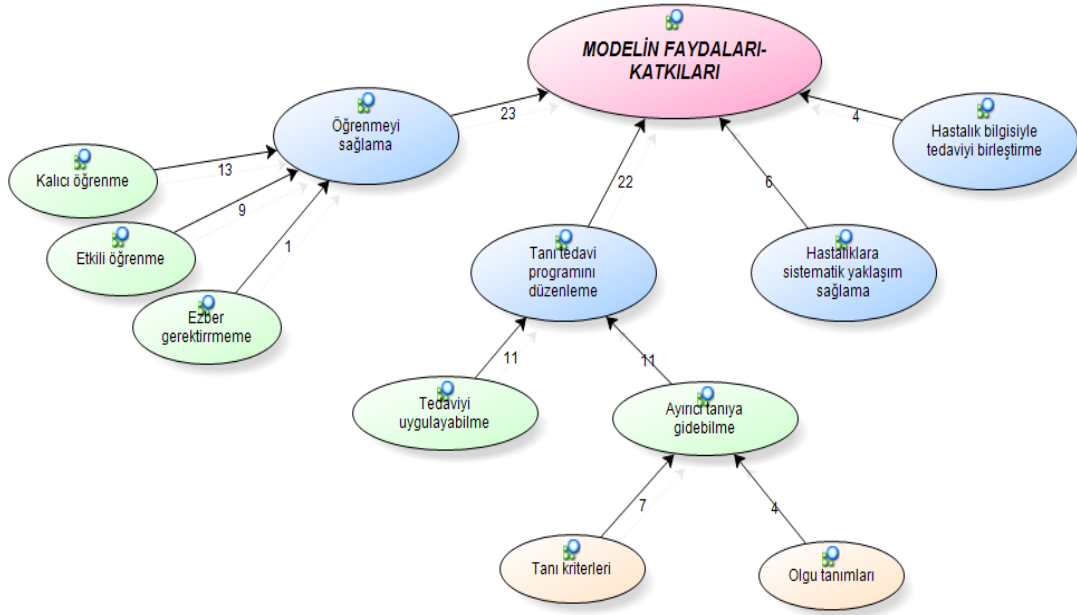 MODELİN FAYDALARI-
KATKILARI
Öğrenmeyi
sağlama
23
4
Hastalık bilgisiyle
tedaviyi birleştirme
Kalıcı öğrenme
13
9
Etkili öğrenme
1
Ezber
gerektirrmeme
22
6
Tanı tedavi
programını
düzenleme
Hastalıklara
sistematik yaklaşım
sağlama
11
11
Tedaviyi
uygulayabilme
Ayırıcı tanıya
gidebilme
7
4
Tanı kriterleri
Olgu tanımları